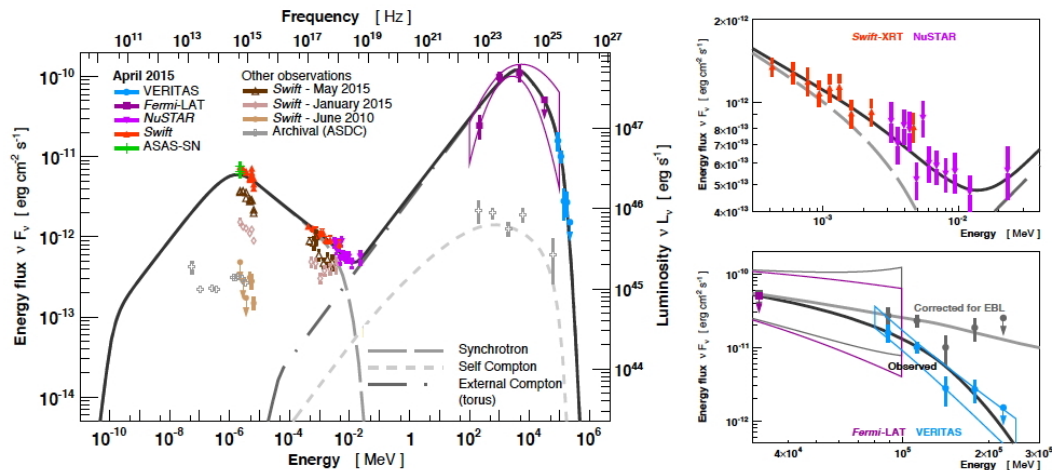 Frequency [ Hz ]
10^11 10^13 10^15 10^17 10^19 10^21 10^23 10^25 10^27
April 2015
VERITAS
Fermi-LAT
NuSTAR
Swift
ASAS-SN
Other observations
Swift - May 2015
Swift - January 2015
Swift - June 2010
Archival (ASDC)
Energy flux ν Fν [ erg cm^-2 s^-1 ]
10^-10
10^-11
10^-12
10^-13
10^-14
Luminosity ν Lν [ erg s^-1 ]
10^47
10^46
10^45
10^44
Synchrotron
Self Compton
External Compton
(torus)
10^-10 10^-8 10^-6 10^-4 10^-2 1 10^2 10^4 10^6
Energy [ MeV ]
Swift-XRT NuSTAR
Energy flux ν Fν [ erg cm^-2 s^-1 ]
2×10^-12
10^-12
8×10^-13
7×10^-13
6×10^-13
5×10^-13
4×10^-13
10^-3 10^-2
Energy [ MeV ]
Energy flux ν Fν [ erg cm^-2 s^-1 ]
10^-10
10^-11
10^-12
Corrected for EBL
Observed
Fermi-LAT VERITAS
4×10^4 10^5 2×10^5 3×10^5
Energy [ MeV ]